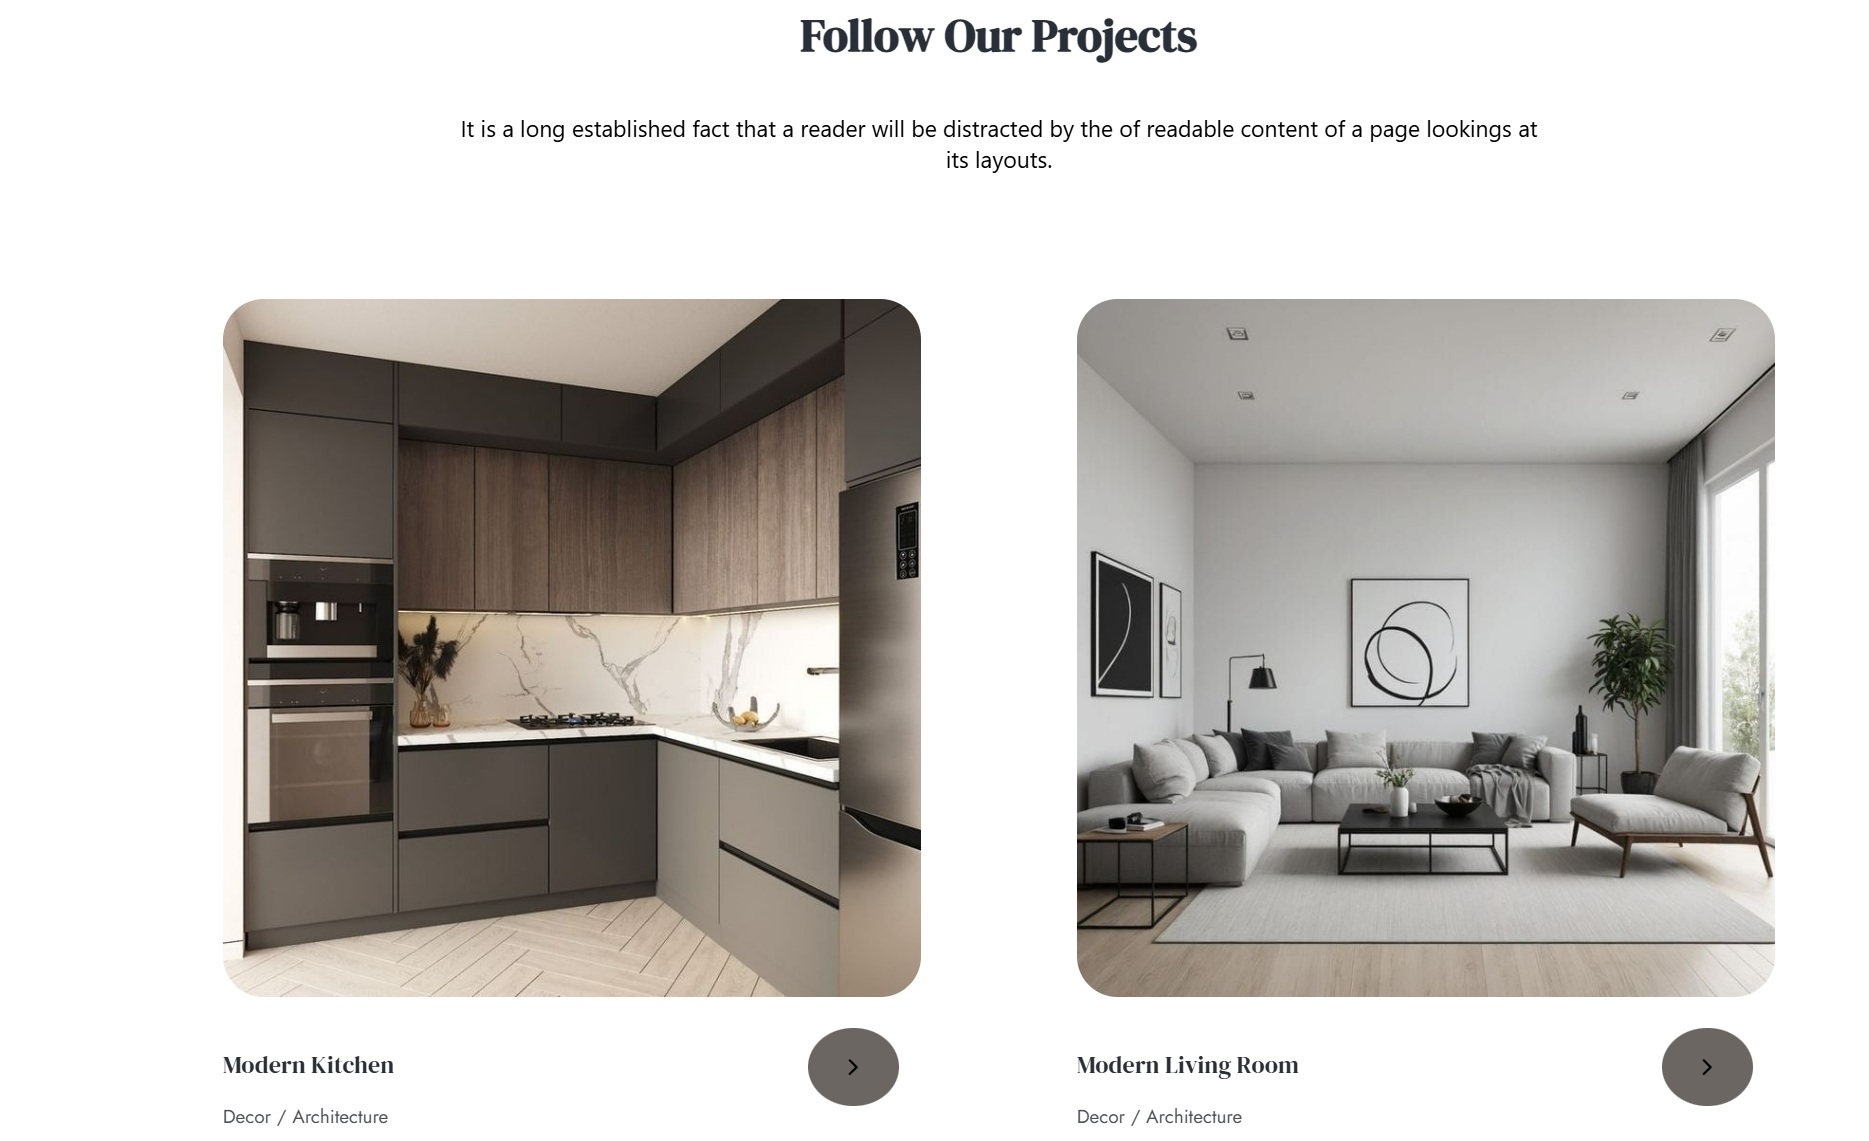 Follow Our Projects
It is a long established fact that a reader will be distracted by the of readable content of a page lookings at
its layouts.
Modern Kitchen
Decor / Architecture
Modern Living Room
Decor / Architecture